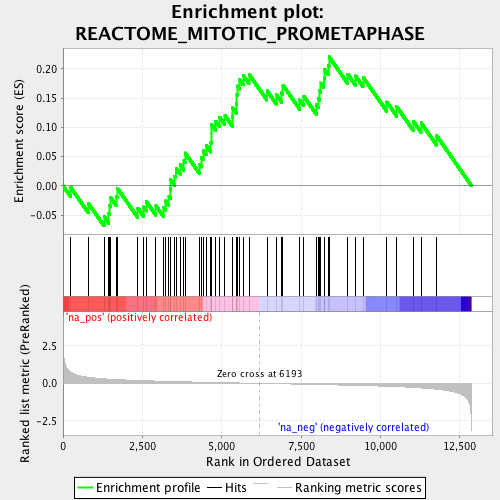 Enrichment plot:
REACTOME_MITOTIC_PROMETAPHASE
Enrichment score (ES)
0.20
0.15
0.10
0.05
0.00
-0.05
'na_pos' (positively correlated)
Ranked list metric (PreRanked)
2.5
0.0
-2.5
Zero cross at 6193
'na_neg' (negatively correlated)
0
2,500
5,000
7,500
10,000
12,500
Rank in Ordered Dataset
Enrichment profile
Hits
Ranking metric scores